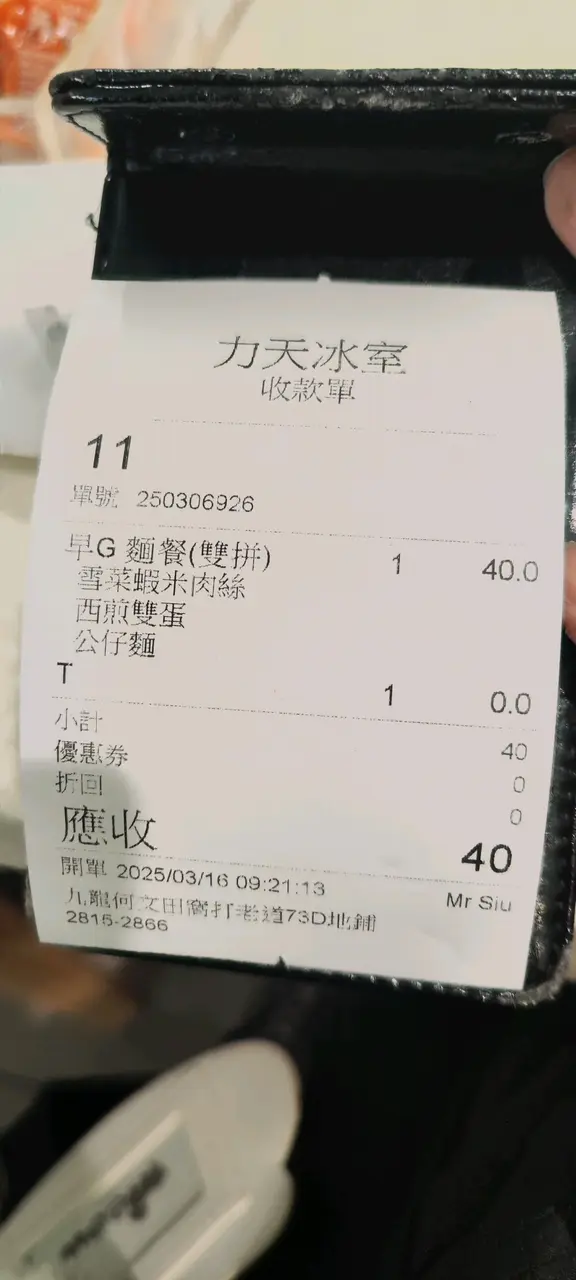 力天冰室
收款單
11
單號 250306926
早G 麵餐(雙拼) 1 40.0
雪菜蝦米肉絲
西煎雙蛋
公仔麵
T 1 0.0
小計 40
優惠券 0
折回 0
應收 40
開單 2025/03/16 09:21:13 Mr Siu
九龍何文田窩打老道73D地鋪
2815-2866